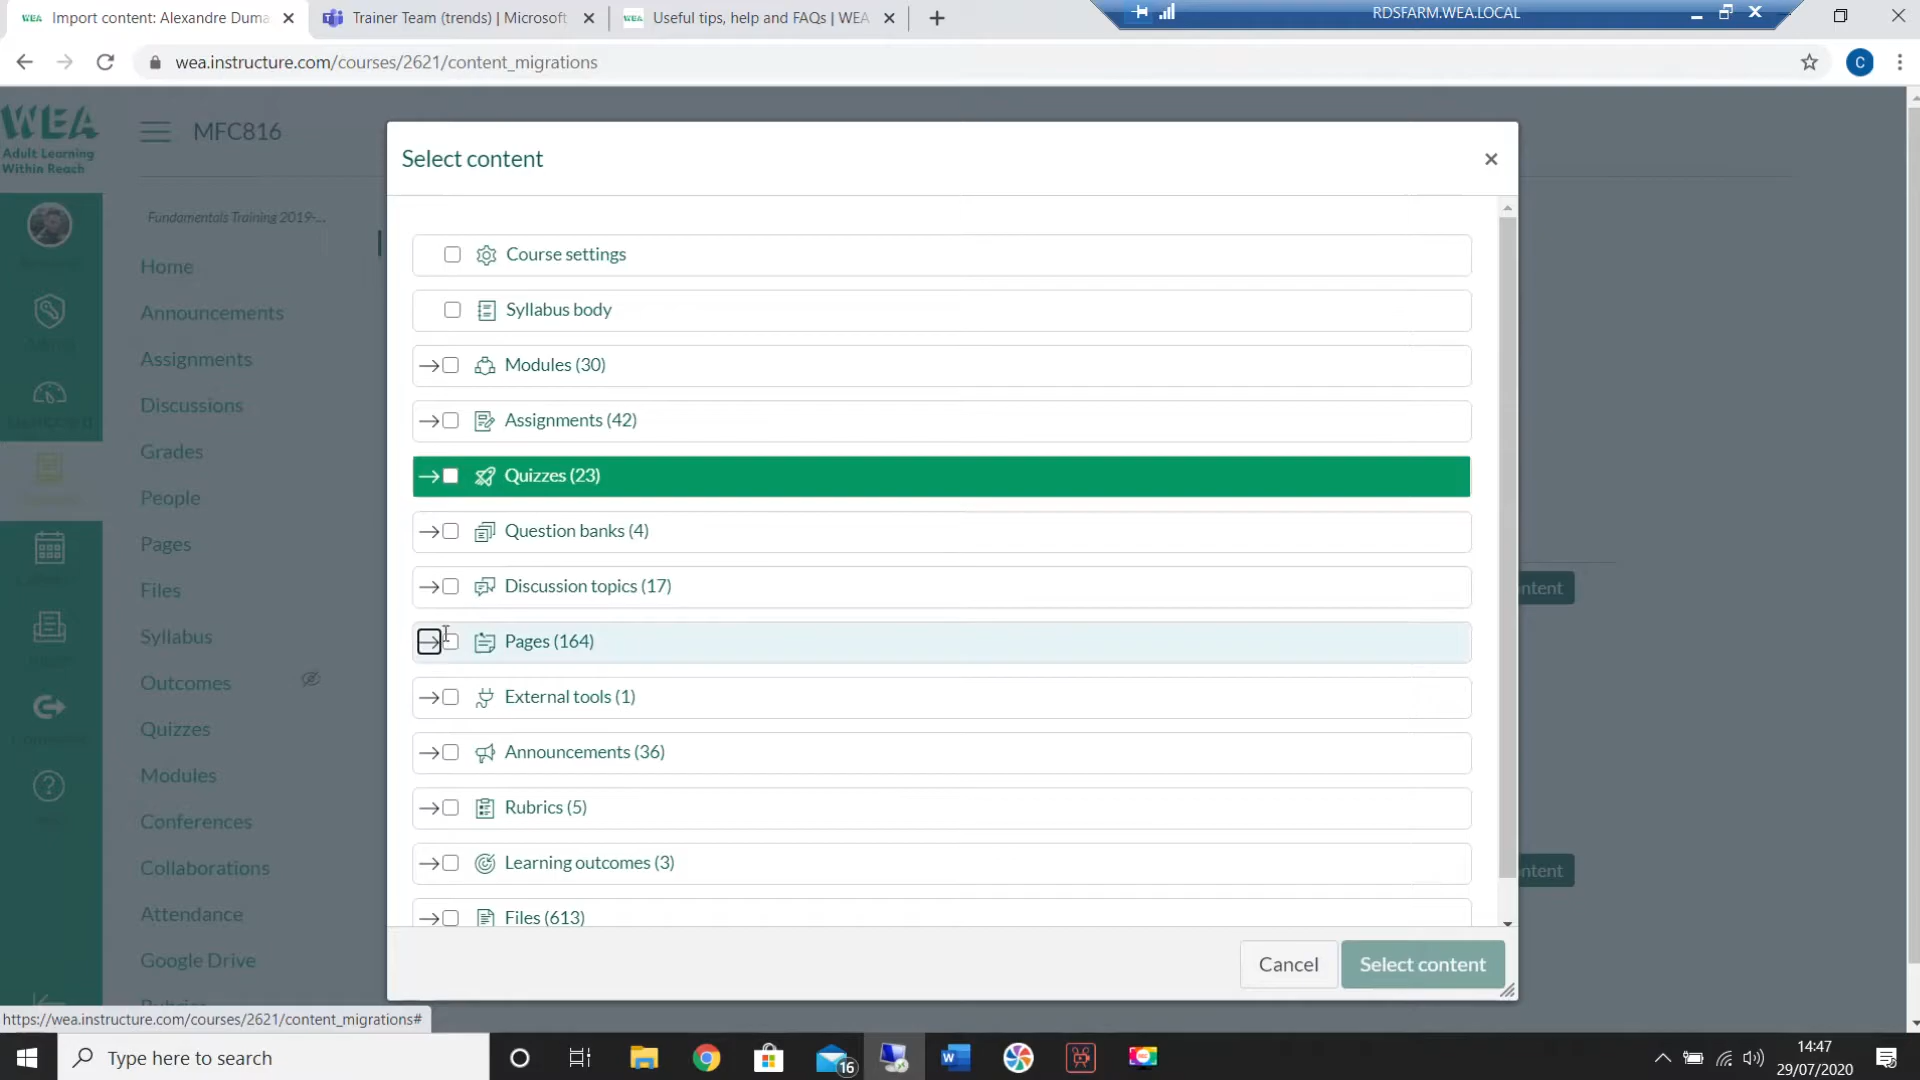 Import content: Alexandre Duma
Trainer Team (trends) | Microsoft
WEA
Useful tips, help and FAQs | WEA
RDSFARM.WEA.LOCAL
wea.instructure.com/courses/2621/content_migrations
C
WEA
Adult Learning
Within Reach
MFC816
Fundamentals Training 2019-...
Home
Announcements
Assignments
Discussions
Grades
People
Pages
Files
Syllabus
Outcomes
Quizzes
Modules
Conferences
Collaborations
Attendance
Google Drive
Select content
Course settings
Syllabus body
Modules (30)
Assignments (42)
Quizzes (23)
Question banks (4)
Discussion topics (17)
Pages (164)
External tools (1)
Announcements (36)
Rubrics (5)
Learning outcomes (3)
Files (613)
ntent
ntent
Cancel
Select content
https://wea.instructure.com/courses/2621/content_migrations#
Type here to search
16
14:47
29/07/2020